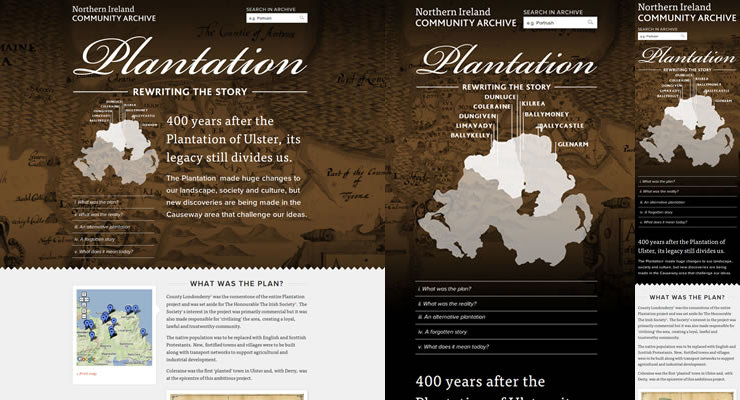 Northern Ireland
COMMUNITY ARCHIVE
SEARCH IN ARCHIVE
e.g. Portrush
Plantation
REWRITING THE STORY
DUNLUCE
COLERAINE
KILREA
DUNGIVEN
BALLYMONEY
LIMAVADY
BALLYCASTLE
BALLYKELLY
GLENARM
400 years after the
Plantation of Ulster, its
legacy still divides us.
The Plantation made huge changes to
our landscape, society and culture, but
new discoveries are being made in the
Causeway area that challenge our ideas.
i. What was the plan?
ii. What was the reality?
iii. An alternative plantation
iv. A forgotten story
v. What does it mean today?
WHAT WAS THE PLAN?
County Londonderry was the cornerstone of the entire Plantation
project and was set aside for The Honourable The Irish Society. The
Society's interest in the project was primarily commercial but it was
also made responsible for 'civilising' the area, creating a loyal,
lawful and trustworthy community.
The native population was to be replaced with English and Scottish
Protestants. New, fortified towns and villages were to be built
along with transport networks to support agricultural and
industrial development.
Coleraine was the first 'planted' town in Ulster and, with Derry, was
at the epicentre of this ambitious project.
Northern Ireland
COMMUNITY ARCHIVE
SEARCH IN ARCHIVE
e.g. Portrush
Plantation
REWRITING THE STORY
DUNLUCE
COLERAINE
KILREA
DUNGIVEN
BALLYMONEY
LIMAVADY
BALLYCASTLE
BALLYKELLY
GLENARM
i. What was the plan?
ii. What was the reality?
iii. An alternative plantation
iv. A forgotten story
v. What does it mean today?
400 years after the
Northern Ireland
COMMUNITY ARCHIVE
SEARCH IN ARCHIVE
e.g. Portrush
Plantation
REWRITING THE STORY
DUNLUCE
COLERAINE
KILREA
DUNGIVEN
BALLYMONEY
LIMAVADY
BALLYCASTLE
BALLYKELLY
GLENARM
i. What was the plan?
ii. What was the reality?
iii. An alternative plantation
iv. A forgotten story
v. What does it mean today?
400 years after the Plantation of
Ulster, its legacy still divides us.
The Plantation made huge changes to our landscape,
society and culture, but new discoveries are being
made in the Causeway area that challenge our ideas.
WHAT WAS THE PLAN?
County Londonderry was the cornerstone of the entire
Plantation project and was set aside for The Honourable
The Irish Society. The Society's interest in the project was
primarily commercial but it was also made responsible for
'civilising' the area, creating a loyal, lawful and trustworthy
community.
The native population was to be replaced with English and
Scottish Protestants. New, fortified towns and villages
were to be built along with transport networks to support
agricultural and industrial development.
Coleraine was the first 'planted' town in Ulster and, with
Derry, was at the epicentre of this ambitious project.